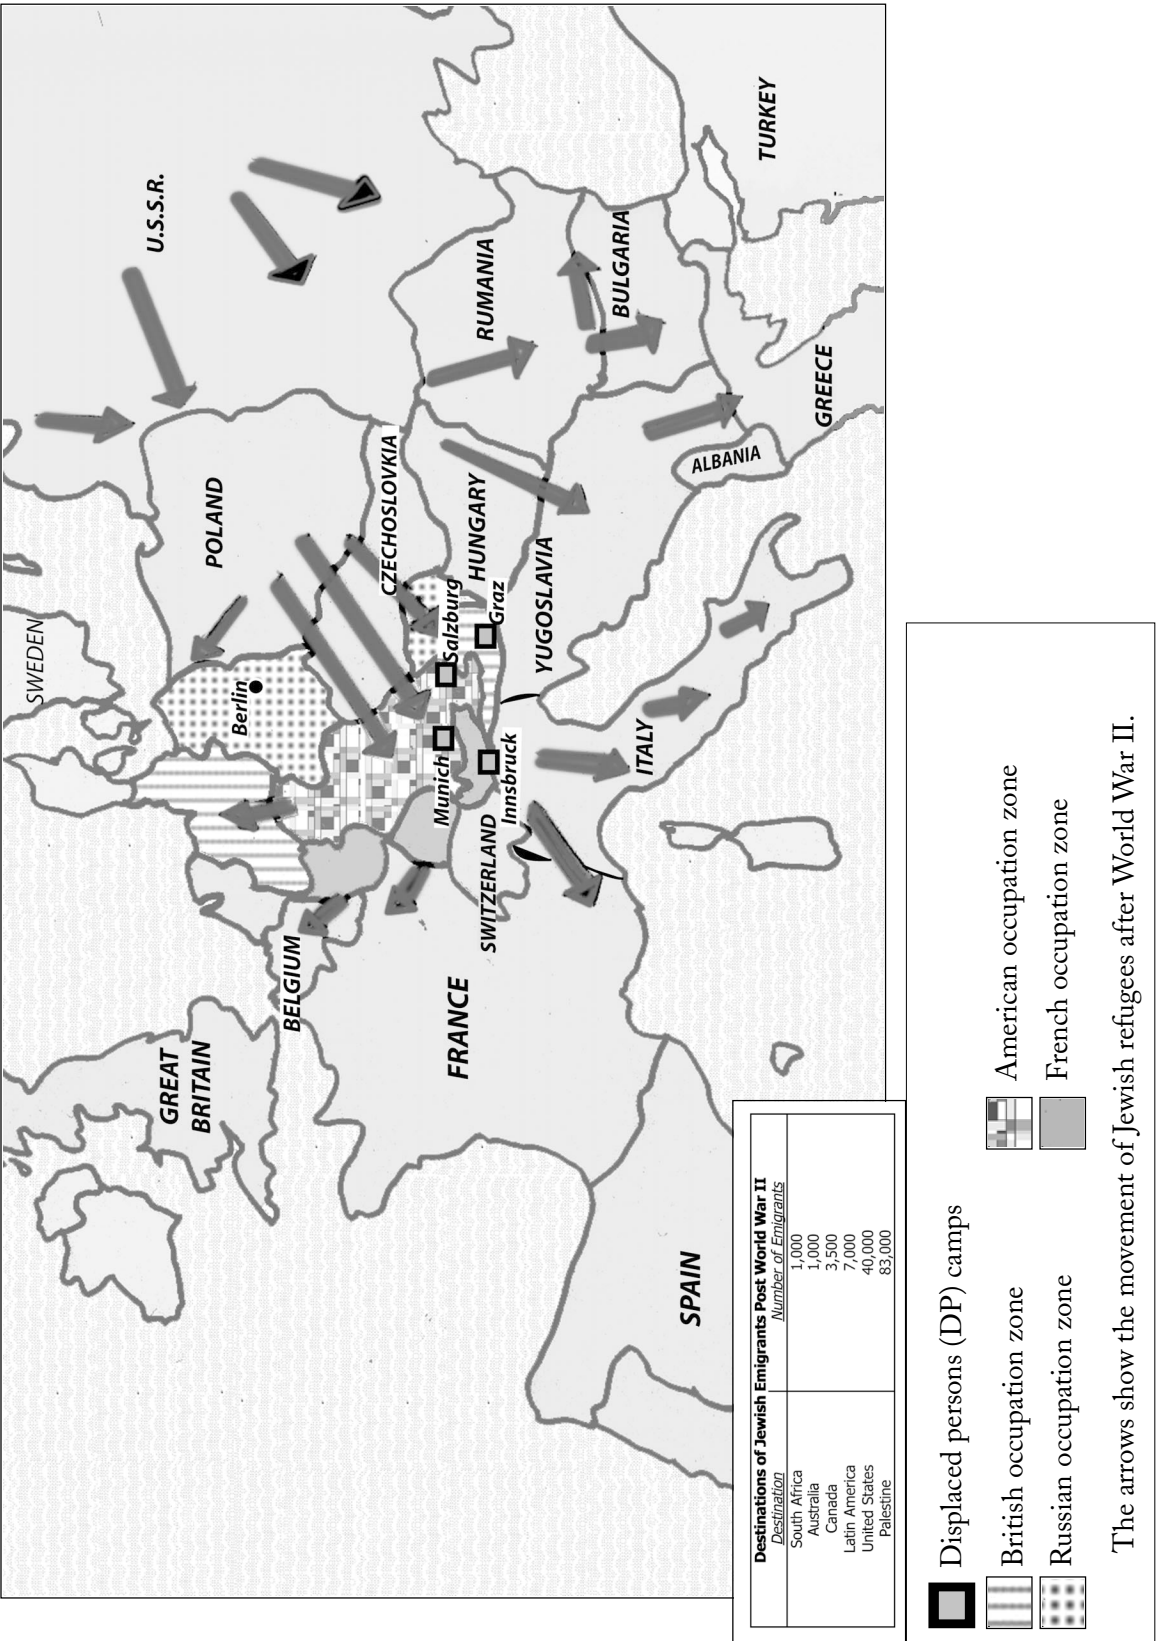 SWEDEN
U.S.S.R.
POLAND
Berlin
GREAT
BRITAIN
BELGIUM
CZECHOSLOVKIA
Munich
Salzburg
HUNGARY
Graz
Innsbruck
SWITZERLAND
FRANCE
RUMANIA
YUGOSLAVIA
BULGARIA
ITALY
ALBANIA
GREECE
TURKEY
SPAIN
Destinations of Jewish Emigrants Post World War II
Destination Number of Emigrants
South Africa 1,000
Australia 1,000
Canada 3,500
Latin America 7,000
United States 40,000
Palestine 83,000
Displaced persons (DP) camps
British occupation zone American occupation zone
Russian occupation zone French occupation zone
The arrows show the movement of Jewish refugees after World War II.